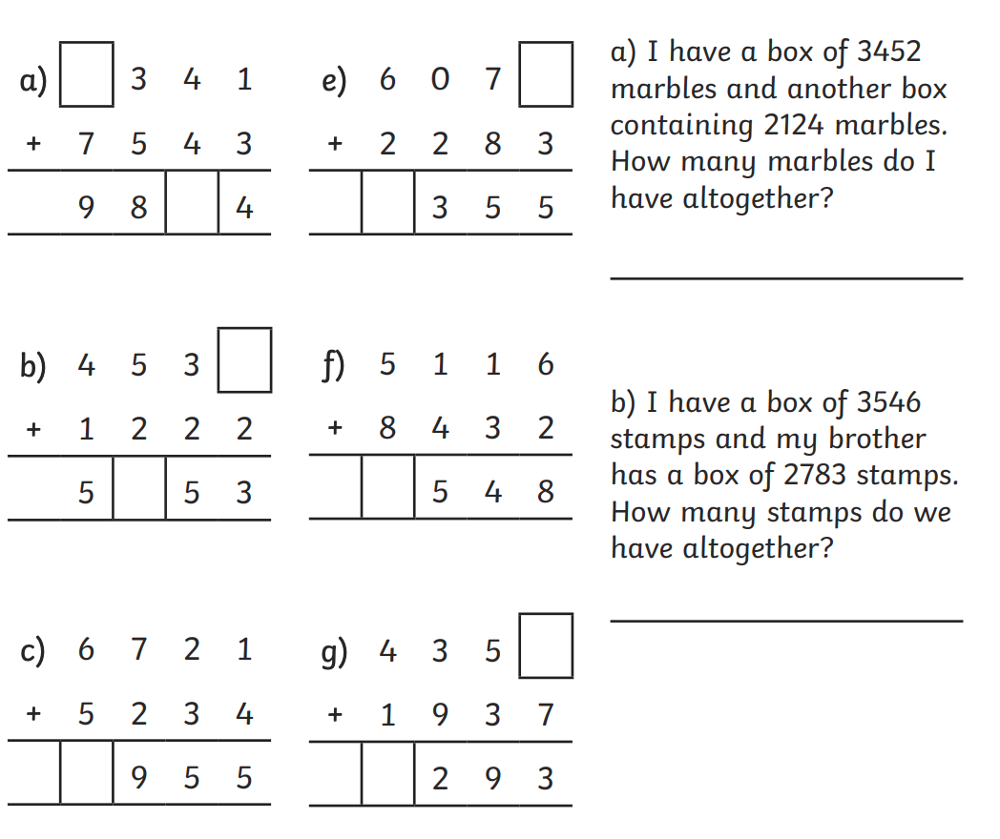 a) 3 4 1
+ 7 5 4 3
9 8 4
b) 4 5 3
+ 1 2 2 2
5 5 3
c) 6 7 2 1
+ 5 2 3 4
9 5 5
e) 6 0 7
+ 2 2 8 3
3 5 5
f) 5 1 1 6
+ 8 4 3 2
5 4 8
g) 4 3 5
+ 1 9 3 7
2 9 3
a) I have a box of 3452
marbles and another box
containing 2124 marbles.
How many marbles do I
have altogether?
b) I have a box of 3546
stamps and my brother
has a box of 2783 stamps.
How many stamps do we
have altogether?